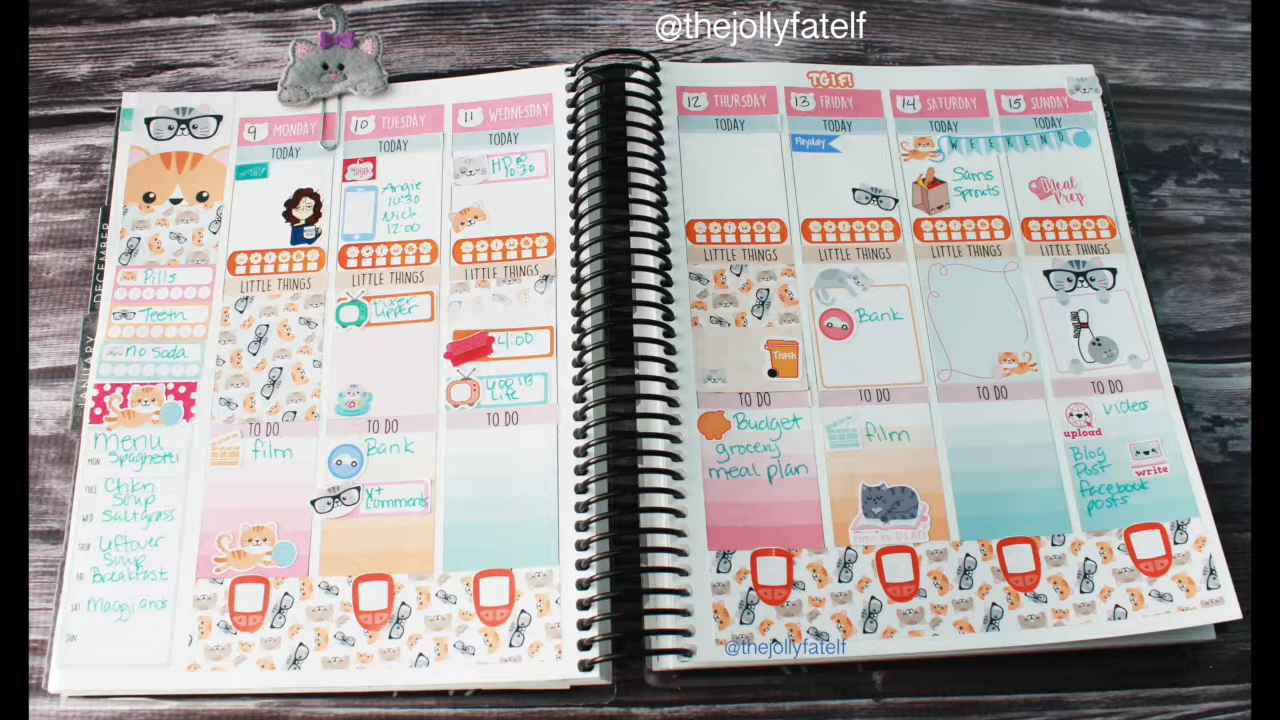 @thejollyfatelf
DECEMBER
Pills
Teeth
no soda
menu
MON Spaghetti
TUES Chkn
Soup
WED Saltgrass
THUR Leftover
Soup
FRI Breakfast
SAT Maggianos
SUN
9 MONDAY
TODAY
LITTLE THINGS
TO DO
film
10 TUESDAY
TODAY
Angie
10:30
Nick
12:00
LITTLE THINGS
Fixer
Upper
TO DO
Bank
x+
Comments
11 WEDNESDAY
TODAY
HP @
10:30
LITTLE THINGS
4:00
600 lb
Life
TO DO
12 THURSDAY
TODAY
LITTLE THINGS
Trash
TO DO
Budget
grocery
meal plan
TGIF!
13 FRIDAY
TODAY
Payday
LITTLE THINGS
Bank
TO DO
film
TIME TO PLAN
14 SATURDAY
TODAY
WEEKEND
Sams
Sprouts
LITTLE THINGS
TO DO
15 SUNDAY
TODAY
Meal
Prep
LITTLE THINGS
BOWLING
TO DO
upload
videos
Blog
Post
write
facebook
posts
@thejollyfatelf